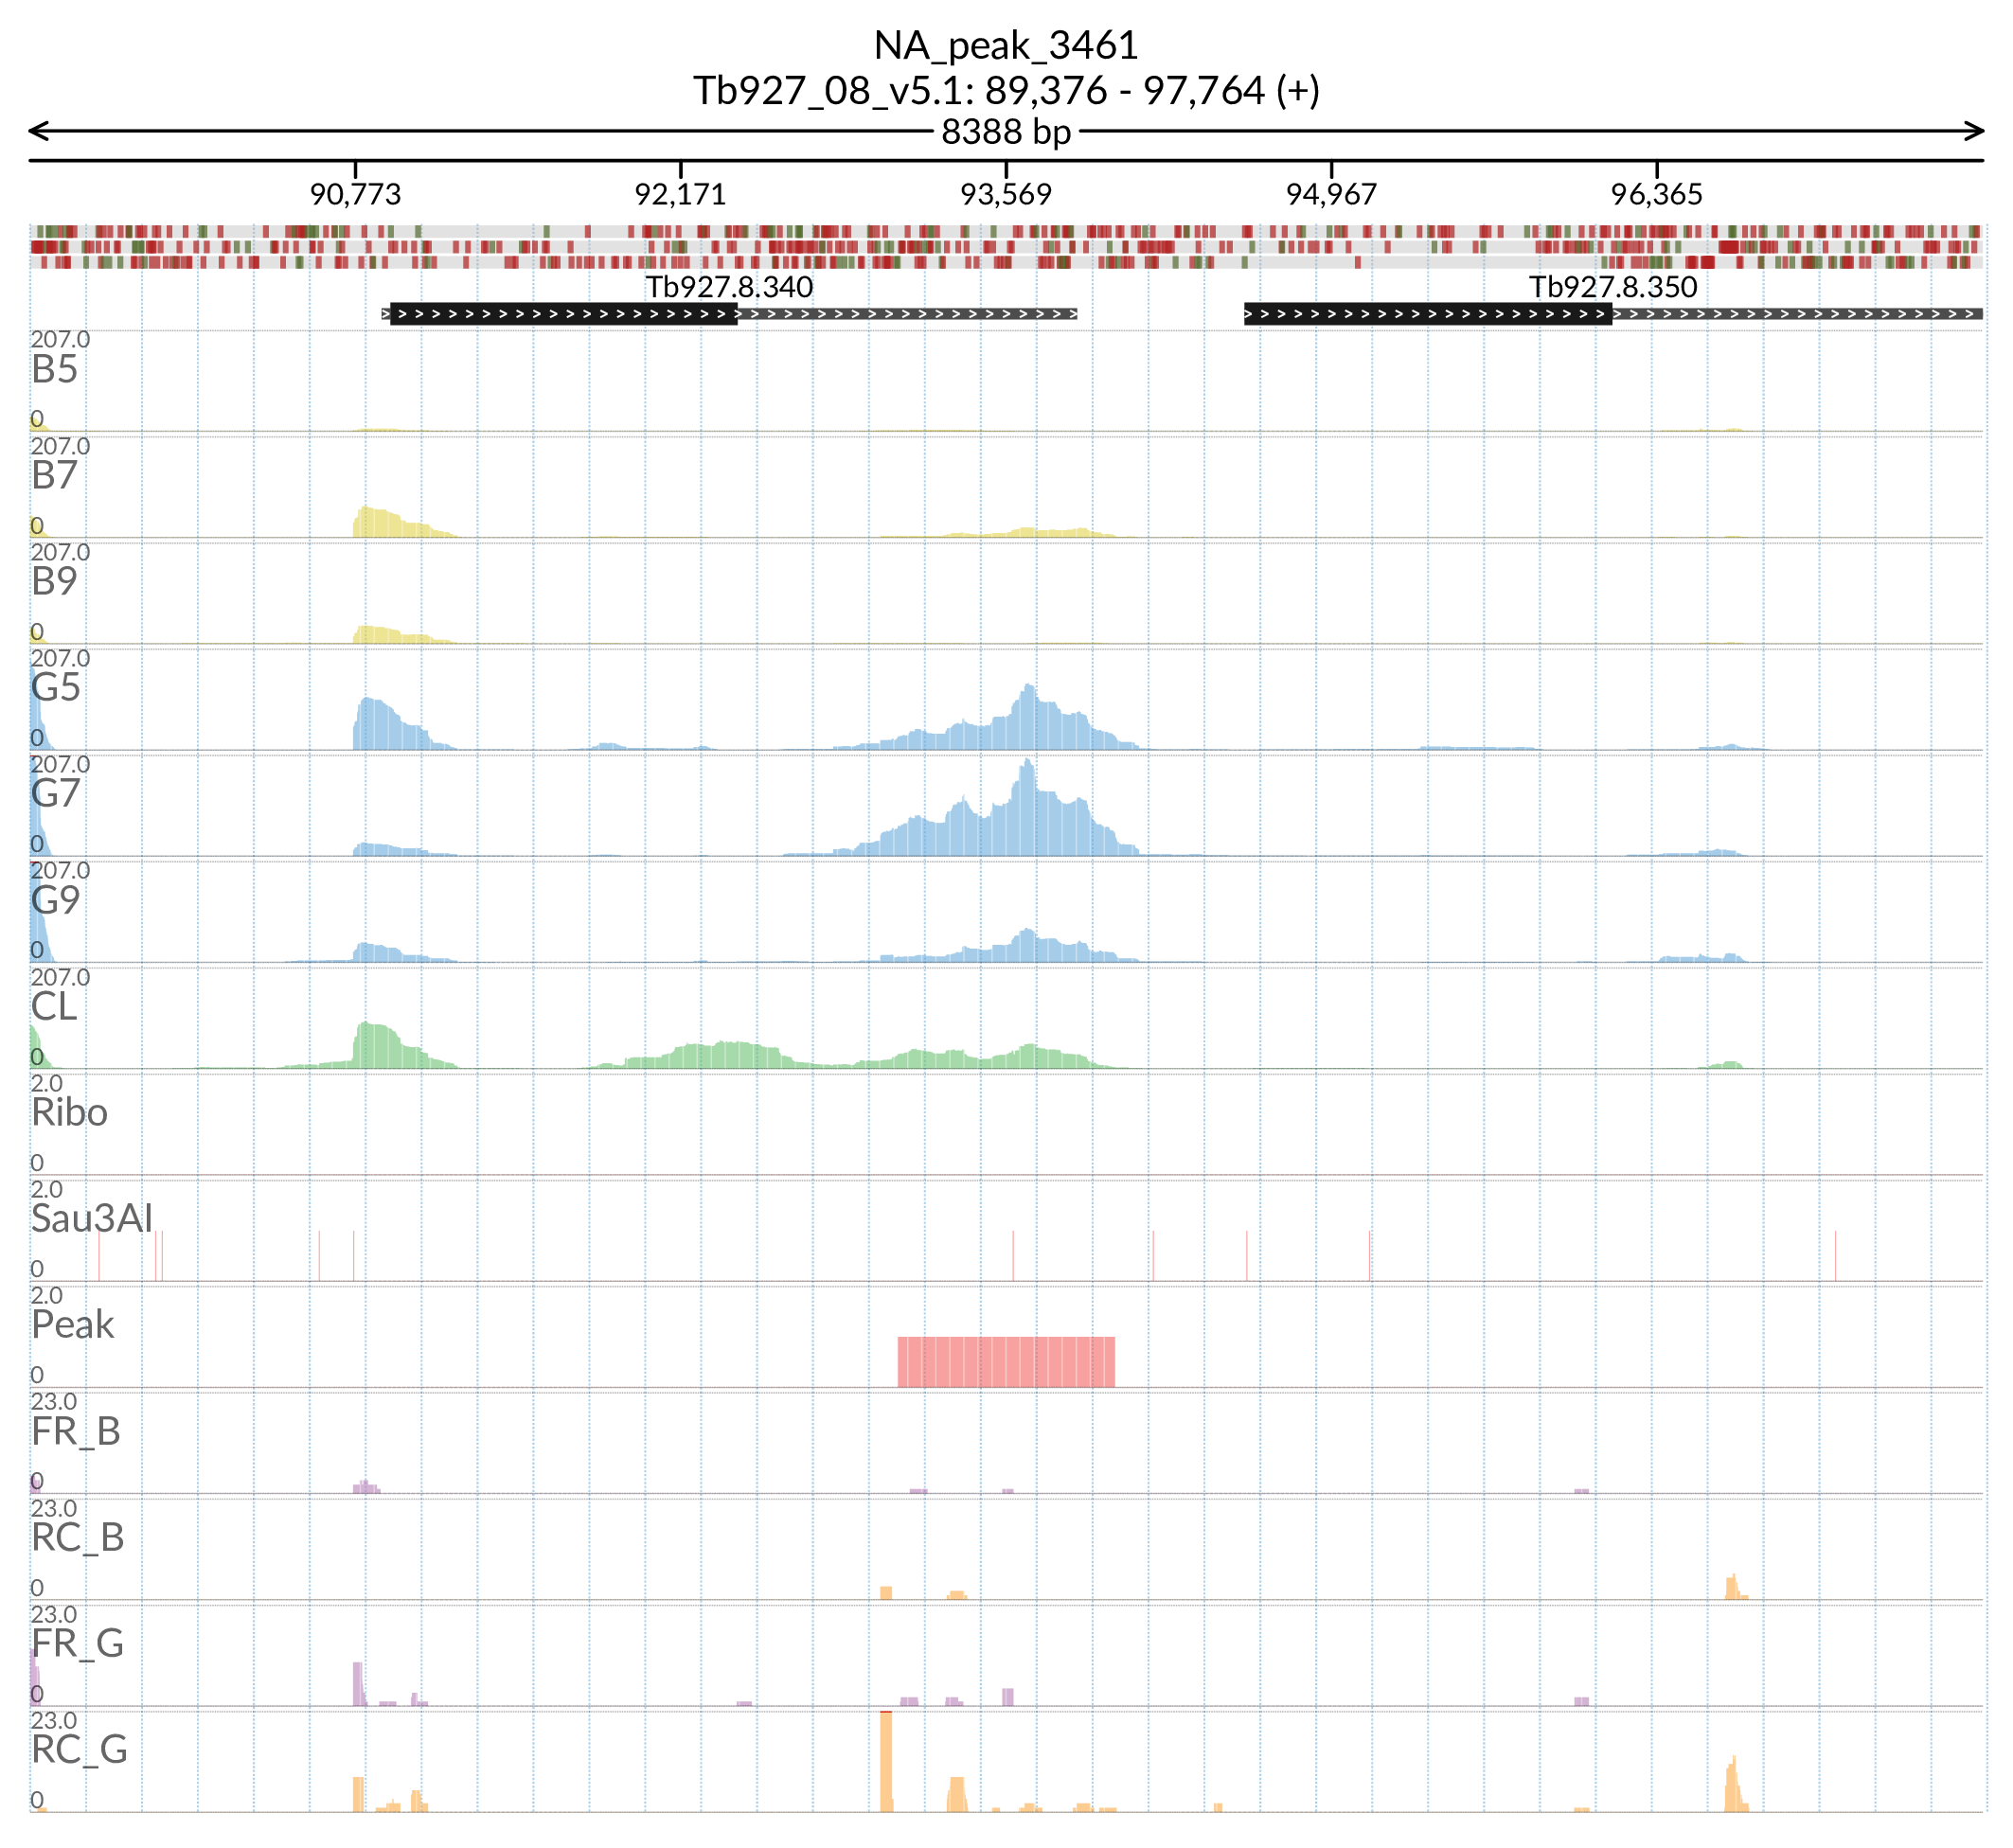 NA_peak_3461
Tb927_08_v5.1: 89,376 - 97,764 (+)
8388 bp
90,773 92,171 93,569 94,967 96,365
Tb927.8.340 Tb927.8.350
207.0
B5
0
207.0
B7
0
207.0
B9
0
207.0
G5
0
207.0
G7
0
207.0
G9
0
207.0
CL
0
2.0
Ribo
0
2.0
Sau3AI
0
2.0
Peak
0
23.0
FR_B
0
23.0
RC_B
0
23.0
FR_G
0
23.0
RC_G
0